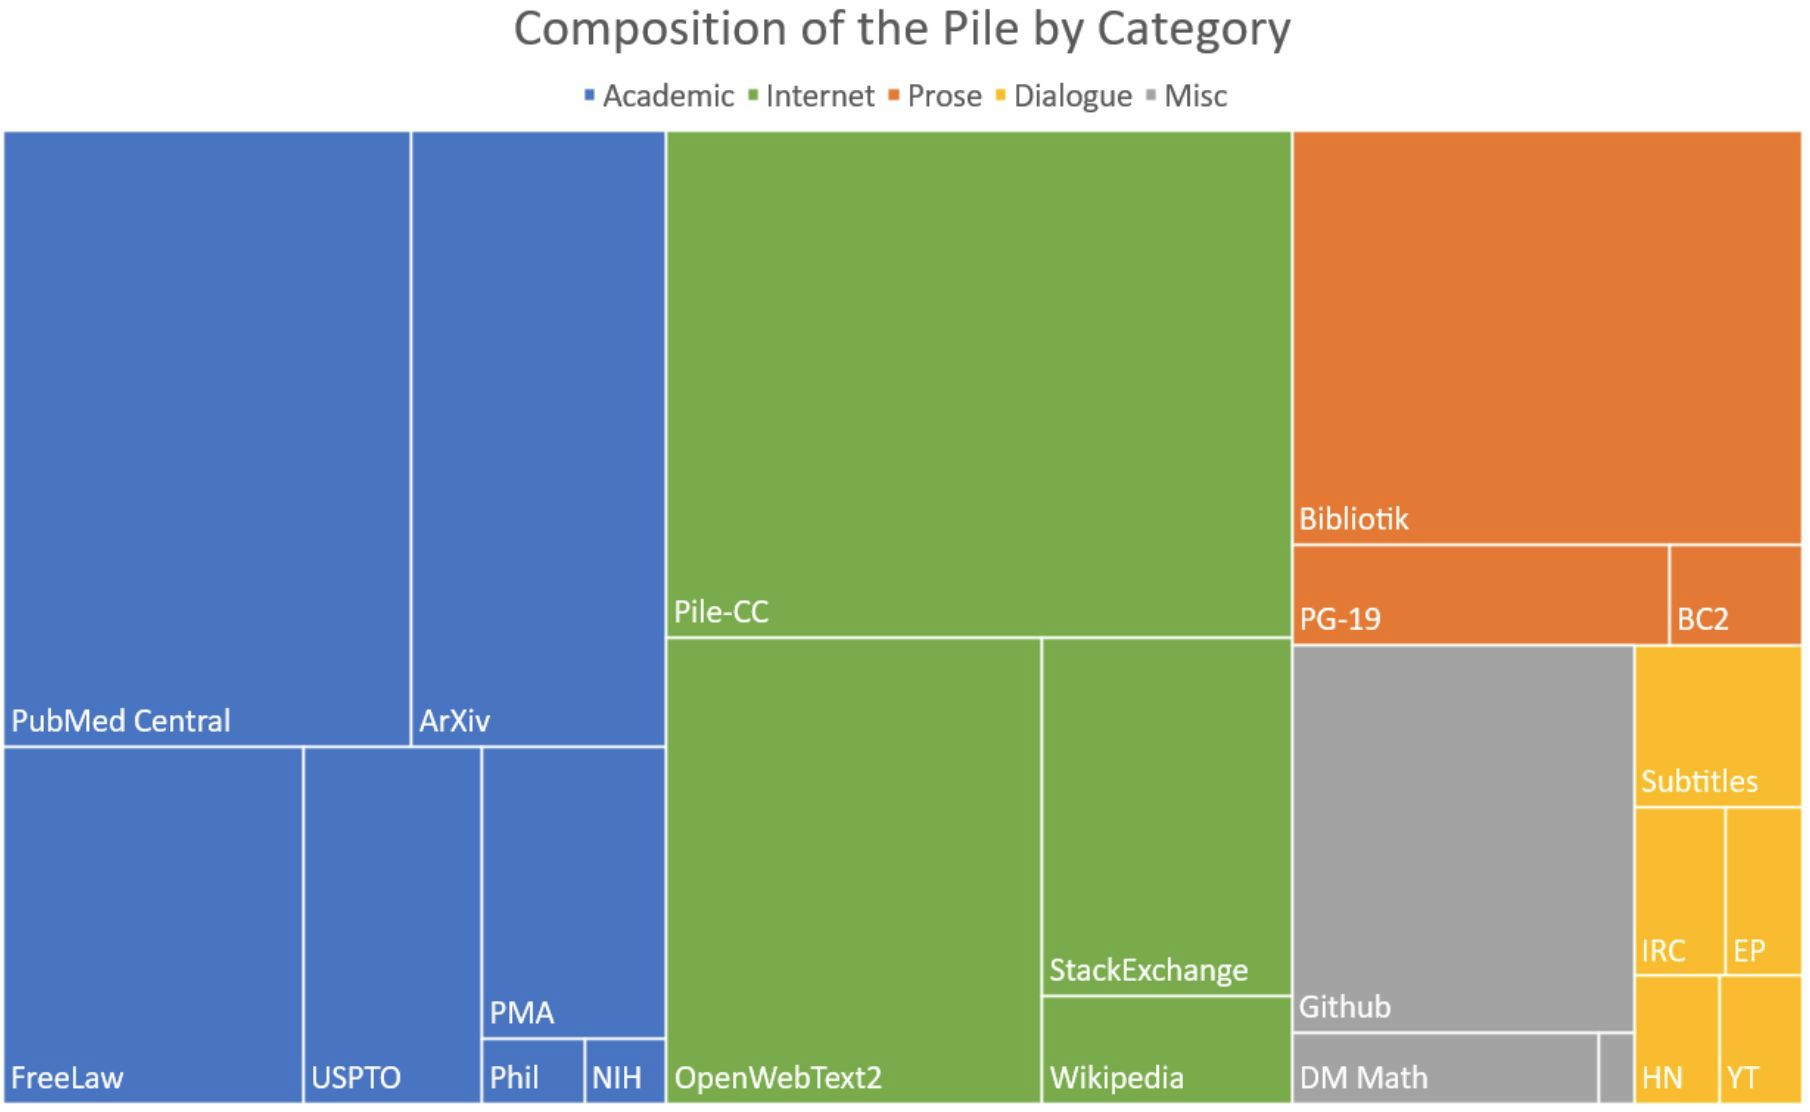 Composition of the Pile by Category
Academic Internet Prose Dialogue Misc
PubMed Central
ArXiv
FreeLaw
USPTO
PMA
Phil
NIH
Pile-CC
OpenWebText2
StackExchange
Wikipedia
Bibliotik
PG-19
BC2
Github
DM Math
Subtitles
IRC
EP
HN
YT